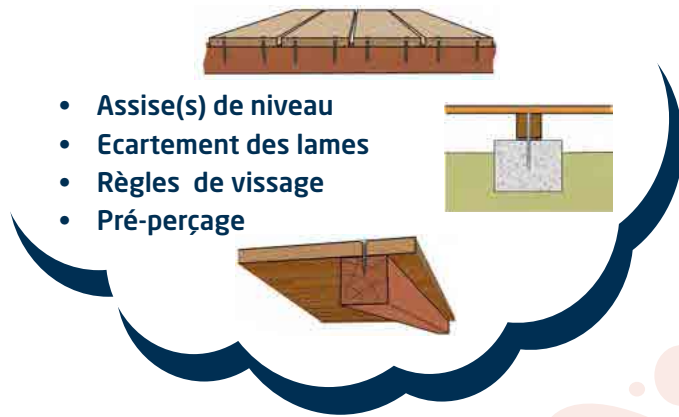 • Assise(s) de niveau
• Ecartement des lames
• Règles de vissage
• Pré-perçage